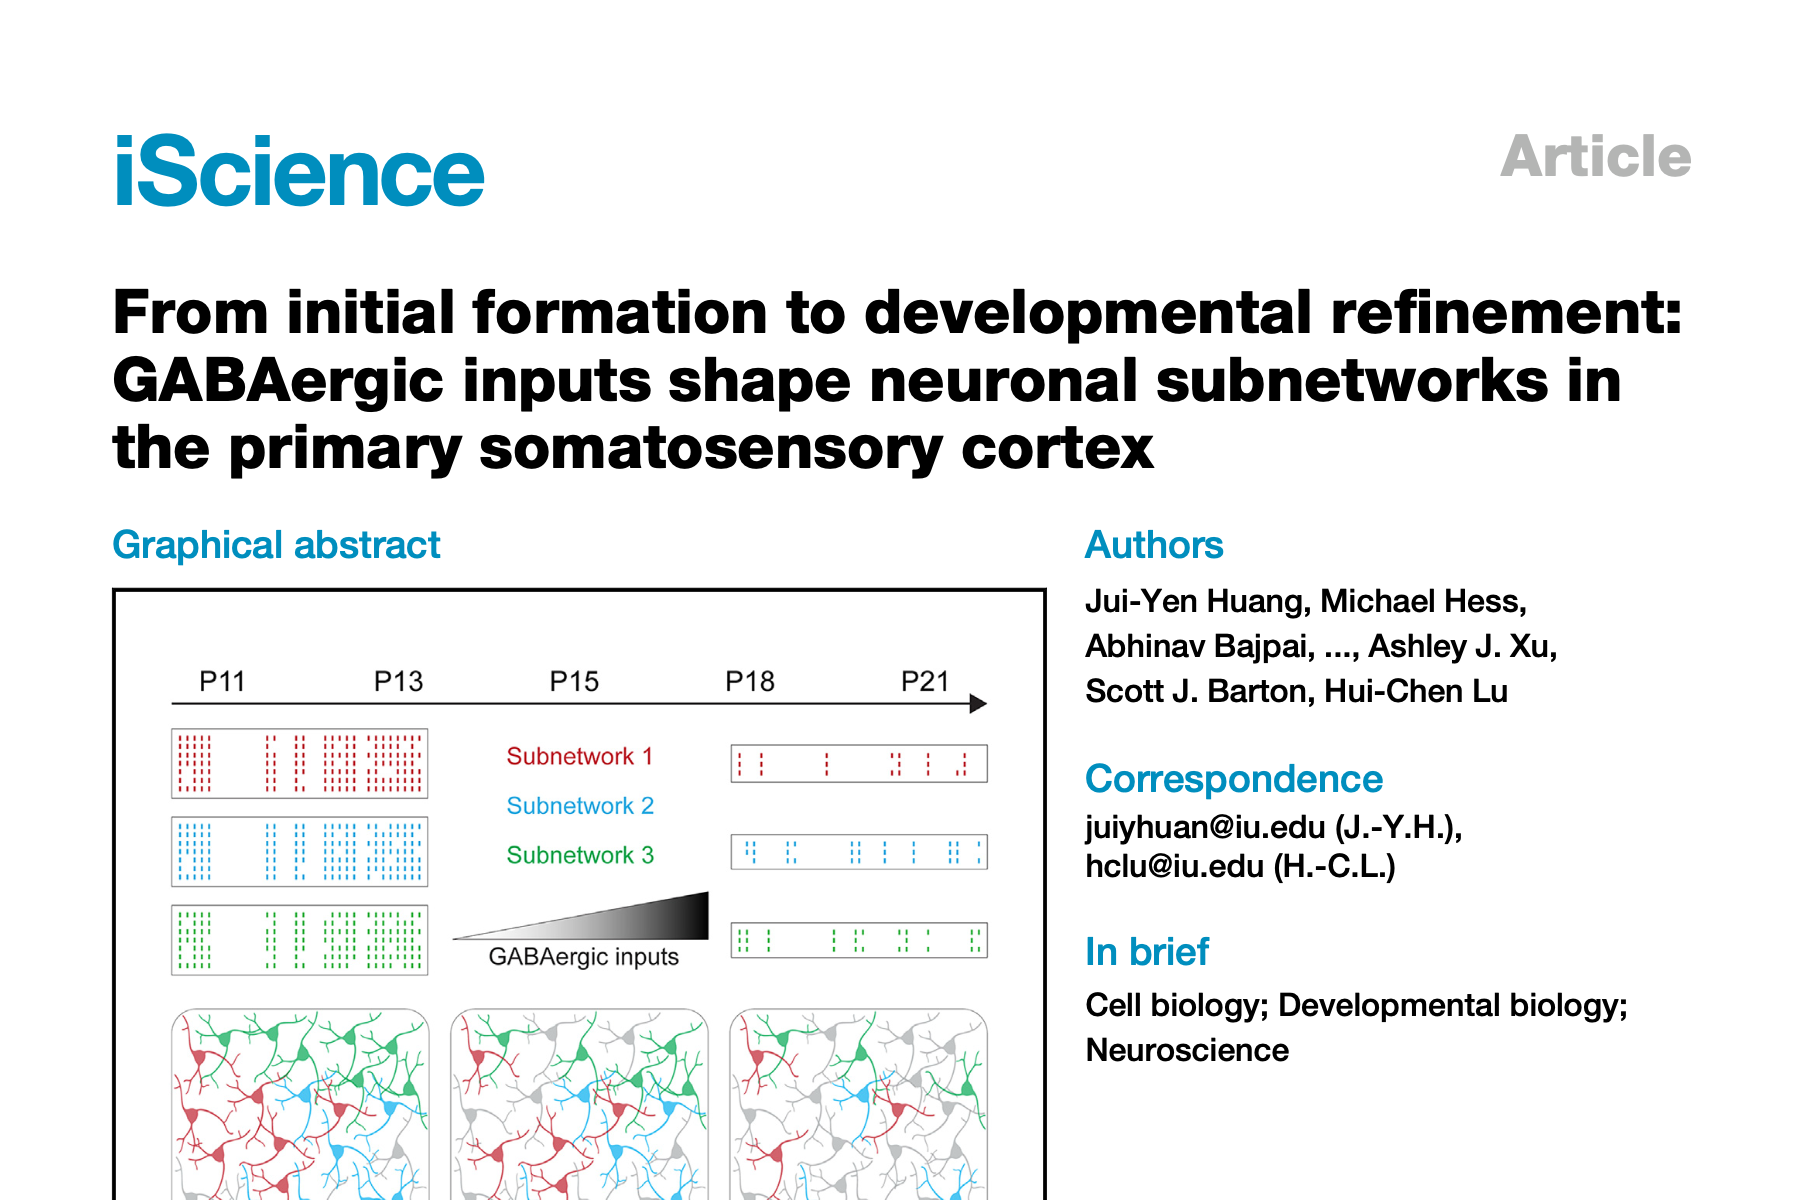 iScience
Article
From initial formation to developmental refinement:
GABAergic inputs shape neuronal subnetworks in
the primary somatosensory cortex
Graphical abstract
P11 P13 P15 P18 P21
Subnetwork 1
Subnetwork 2
Subnetwork 3
GABAergic inputs
Authors
Jui-Yen Huang, Michael Hess,
Abhinav Bajpai, ..., Ashley J. Xu,
Scott J. Barton, Hui-Chen Lu
Correspondence
juiyhuan@iu.edu (J.-Y.H.),
hclu@iu.edu (H.-C.L.)
In brief
Cell biology; Developmental biology;
Neuroscience